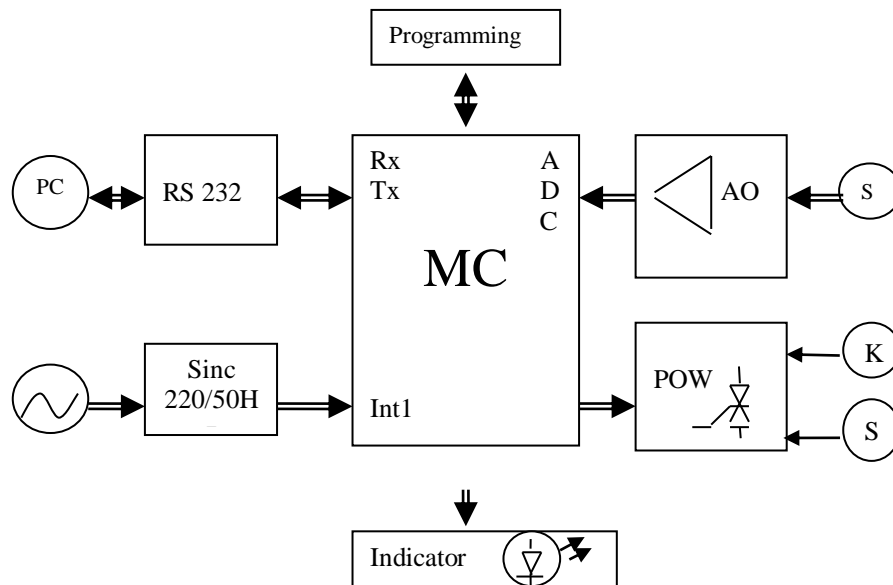 Programming
PC
RS 232
Rx
Tx
A
D
C
MC
AO
S
Sinc
220/50H
Int1
POW
K
S
Indicator